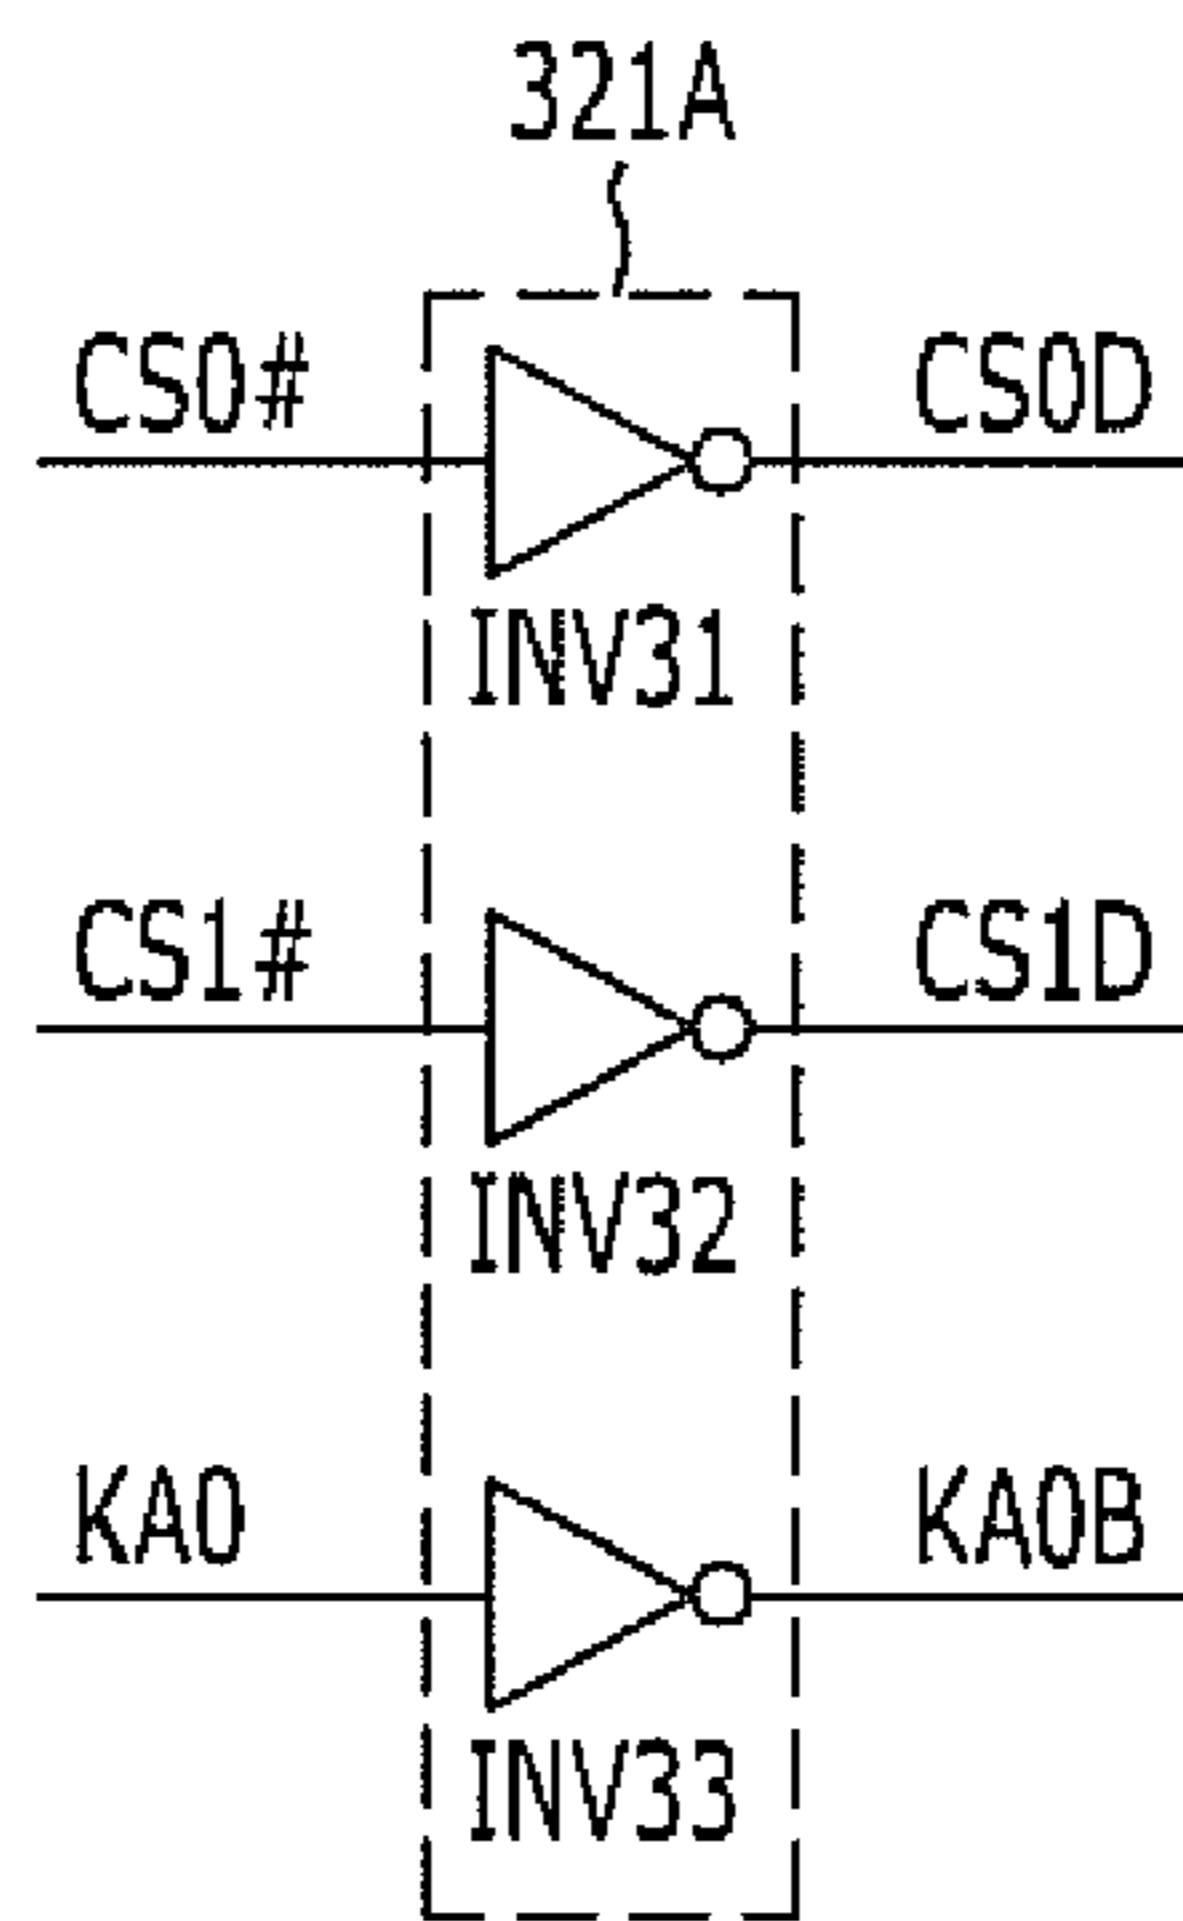 321A
CS0# CS0D
INV31
CS1# CS1D
INV32
KA0 KA0B
INV33